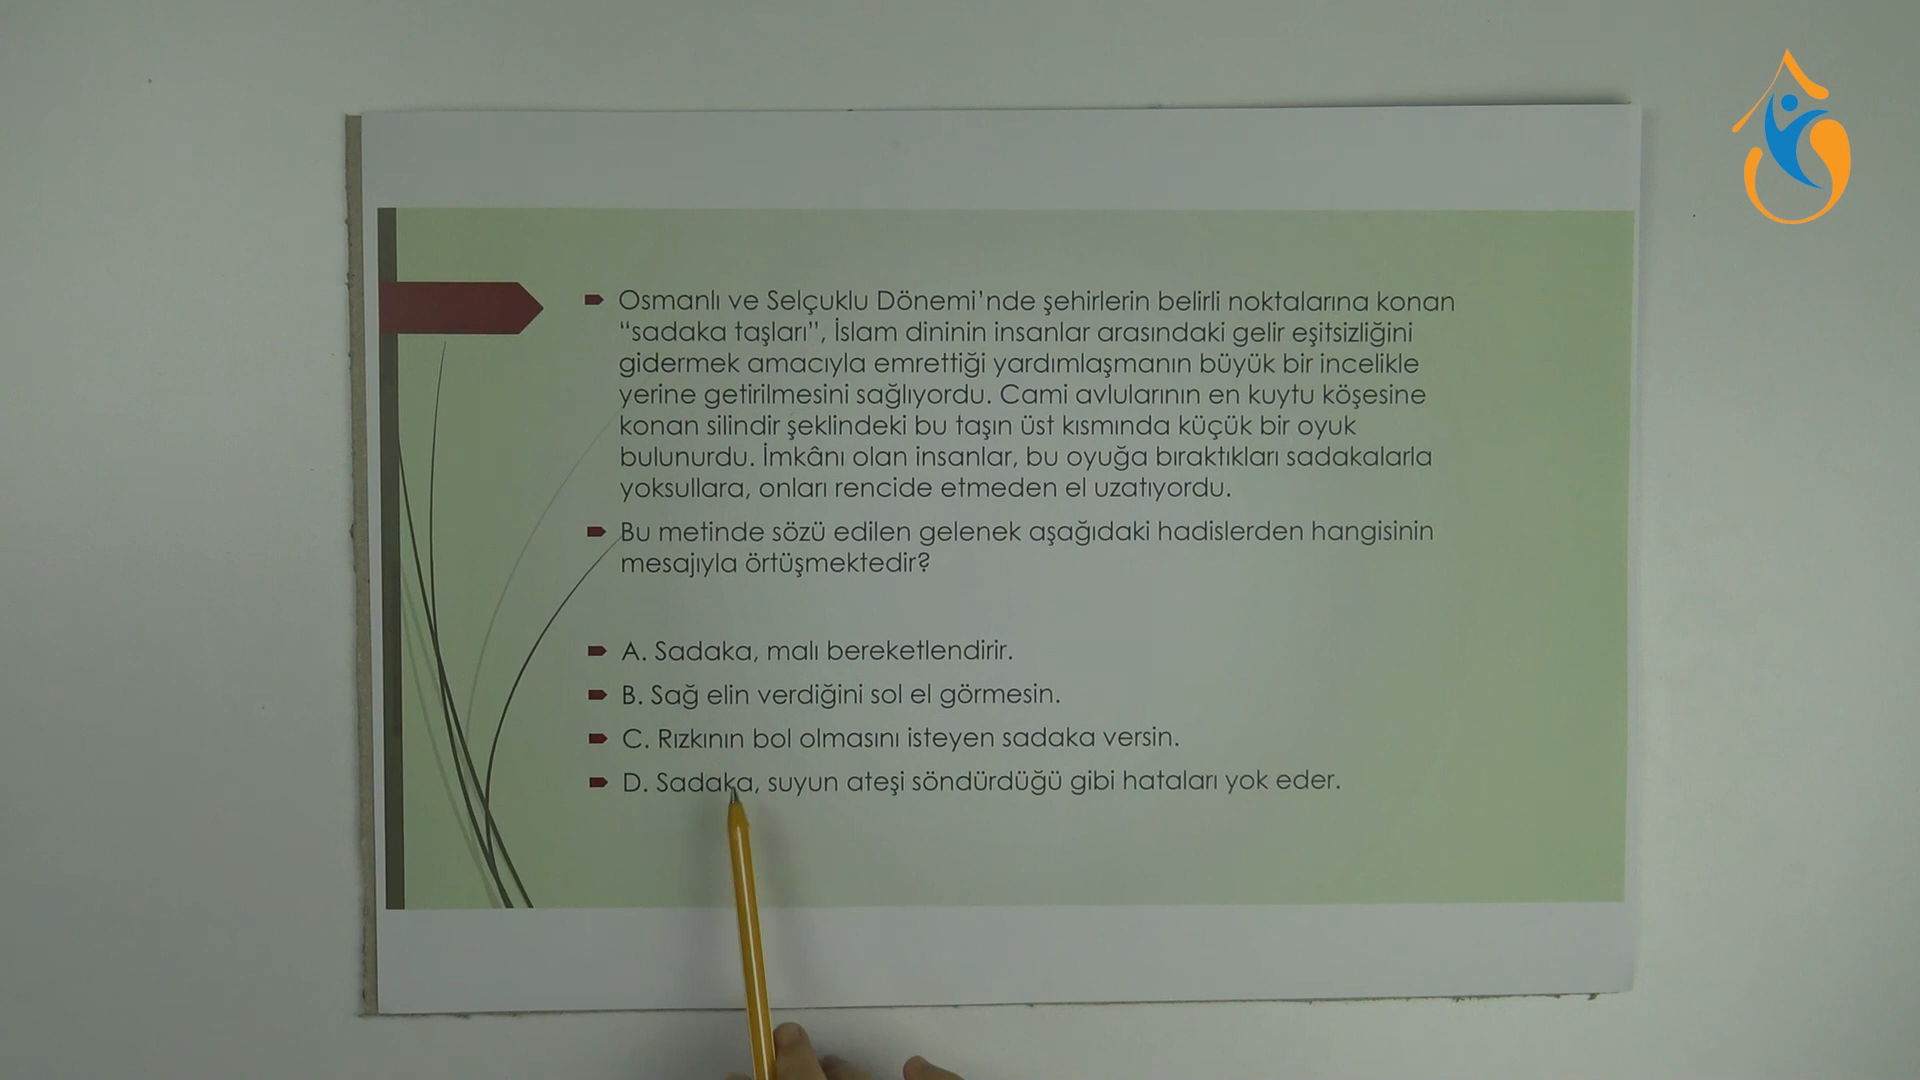 Osmanlı ve Selçuklu Dönemi’nde şehirlerin belirli noktalarına konan
“sadaka taşları”, İslam dininin insanlar arasındaki gelir eşitsizliğini
gidermek amacıyla emrettiği yardımlaşmanın büyük bir incelikle
yerine getirilmesini sağlıyordu. Cami avlularının en kuytu köşesine
konan silindir şeklindeki bu taşın üst kısmında küçük bir oyuk
bulunurdu. İmkânı olan insanlar, bu oyuğa bıraktıkları sadakalarla
yoksullara, onları rencide etmeden el uzatıyordu.
Bu metinde sözü edilen gelenek aşağıdaki hadislerden hangisinin
mesajıyla örtüşmektedir?
A. Sadaka, malı bereketlendirir.
B. Sağ elin verdiğini sol el görmesin.
C. Rızkının bol olmasını isteyen sadaka versin.
D. Sadaka, suyun ateşi söndürdüğü gibi hataları yok eder.